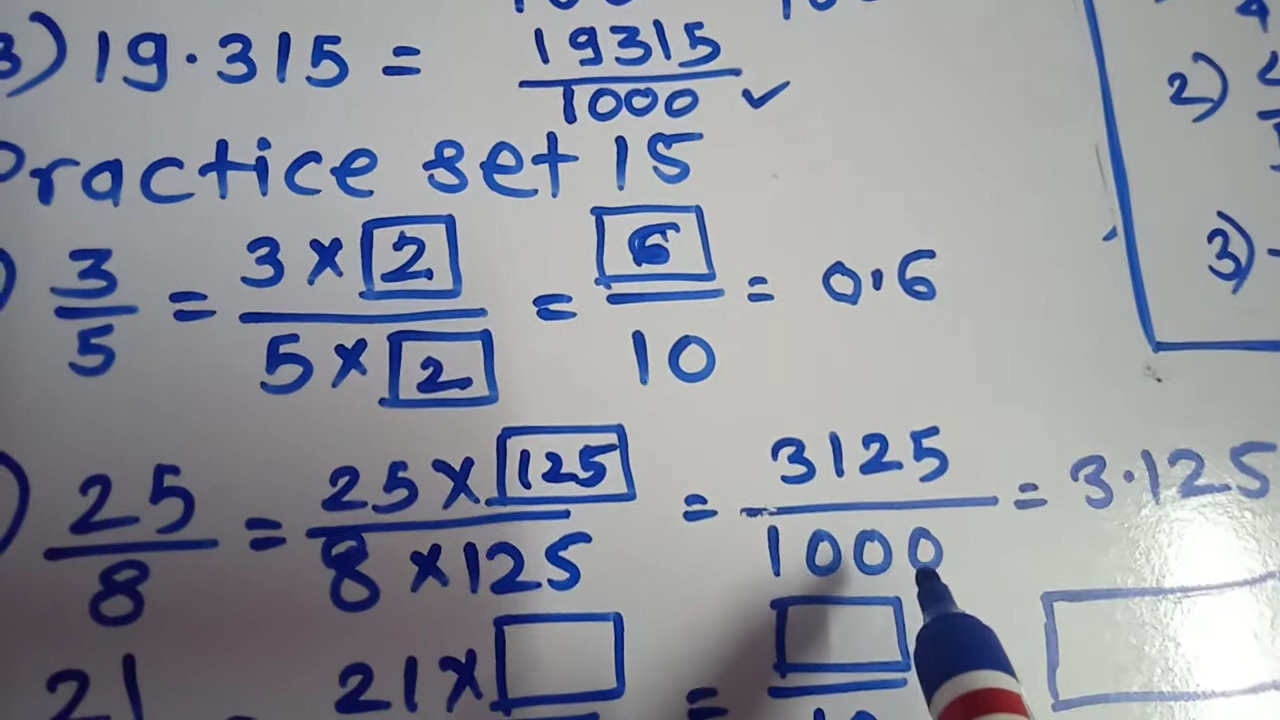 3) 19.315 = 19315/1000 ✓
Practice set 15
) 3/5 = 3 × 2 / 5 × 2 = 6/10 = 0.6
) 25/8 = 25 × 125 / 8 × 125 = 3125/1000 = 3.125
21 = 21 × = 10
2)
3)